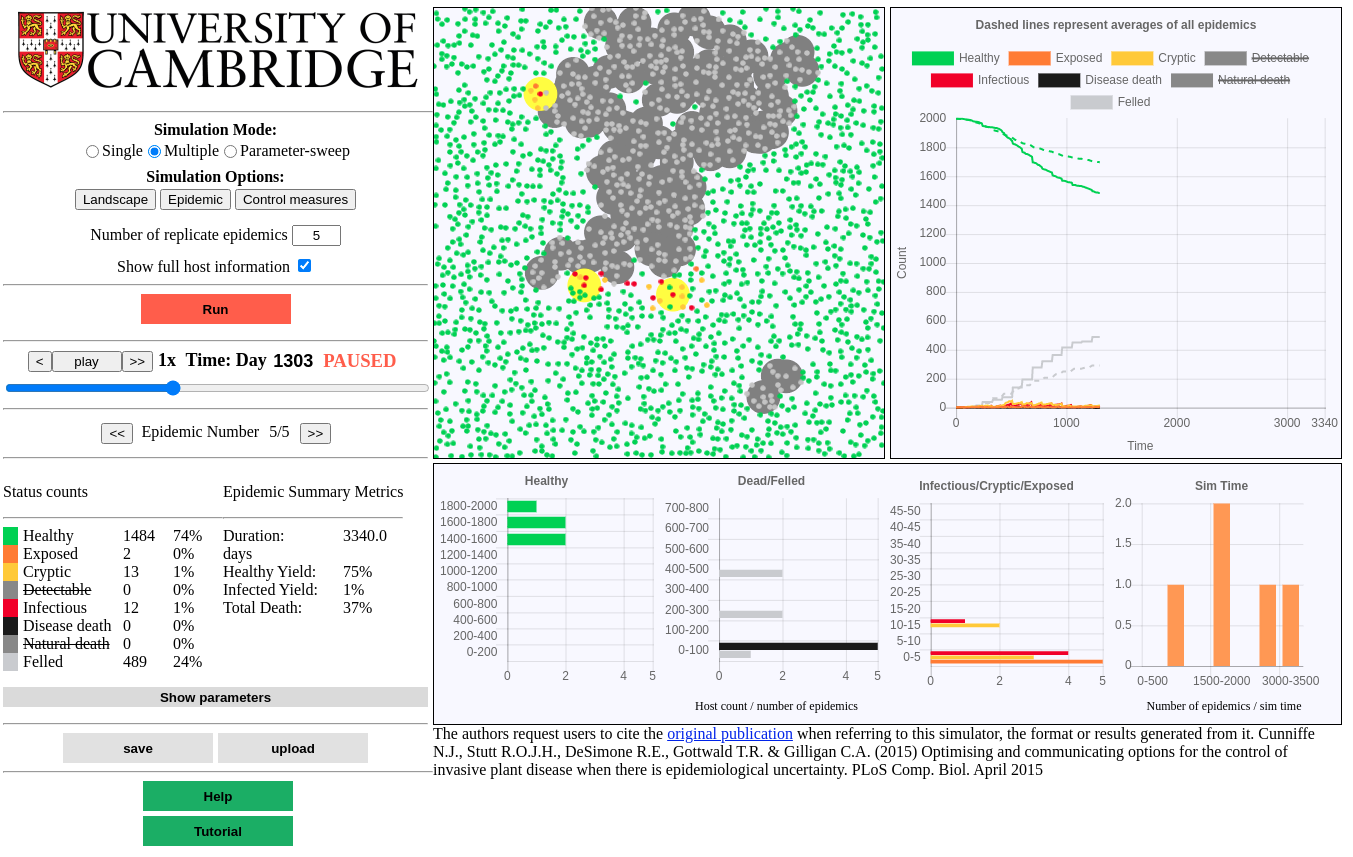 UNIVERSITY OF
CAMBRIDGE
Simulation Mode:
Single Multiple Parameter-sweep
Simulation Options:
Landscape Epidemic Control measures
Number of replicate epidemics 5
Show full host information
Run
< play >> 1x Time: Day 1303 PAUSED
<< Epidemic Number 5/5 >>
Status counts
Healthy 1484 74%
Exposed 2 0%
Cryptic 13 1%
Detectable 0 0%
Infectious 12 1%
Disease death 0 0%
Natural death 0 0%
Felled 489 24%
Epidemic Summary Metrics
Duration: 3340.0
days
Healthy Yield: 75%
Infected Yield: 1%
Total Death: 37%
Show parameters
save upload
Help
Tutorial
Dashed lines represent averages of all epidemics
Healthy Exposed Cryptic Detectable
Infectious Disease death Natural death
Felled
Count
2000
1800
1600
1400
1200
1000
800
600
400
200
0
0 1000 2000 3000 3340
Time
Healthy
1800-2000
1600-1800
1400-1600
1200-1400
1000-1200
800-1000
600-800
400-600
200-400
0-200
0 2 4 5
Dead/Felled
700-800
600-700
500-600
400-500
300-400
200-300
100-200
0-100
0 2 4 5
Infectious/Cryptic/Exposed
45-50
40-45
35-40
30-35
25-30
20-25
15-20
10-15
5-10
0-5
0 2 4 5
Host count / number of epidemics
Sim Time
2.0
1.5
1.0
0.5
0
0-500 1500-2000 3000-3500
Number of epidemics / sim time
The authors request users to cite the original publication when referring to this simulator, the format or results generated from it. Cunniffe
N.J., Stutt R.O.J.H., DeSimone R.E., Gottwald T.R. & Gilligan C.A. (2015) Optimising and communicating options for the control of
invasive plant disease when there is epidemiological uncertainty. PLoS Comp. Biol. April 2015